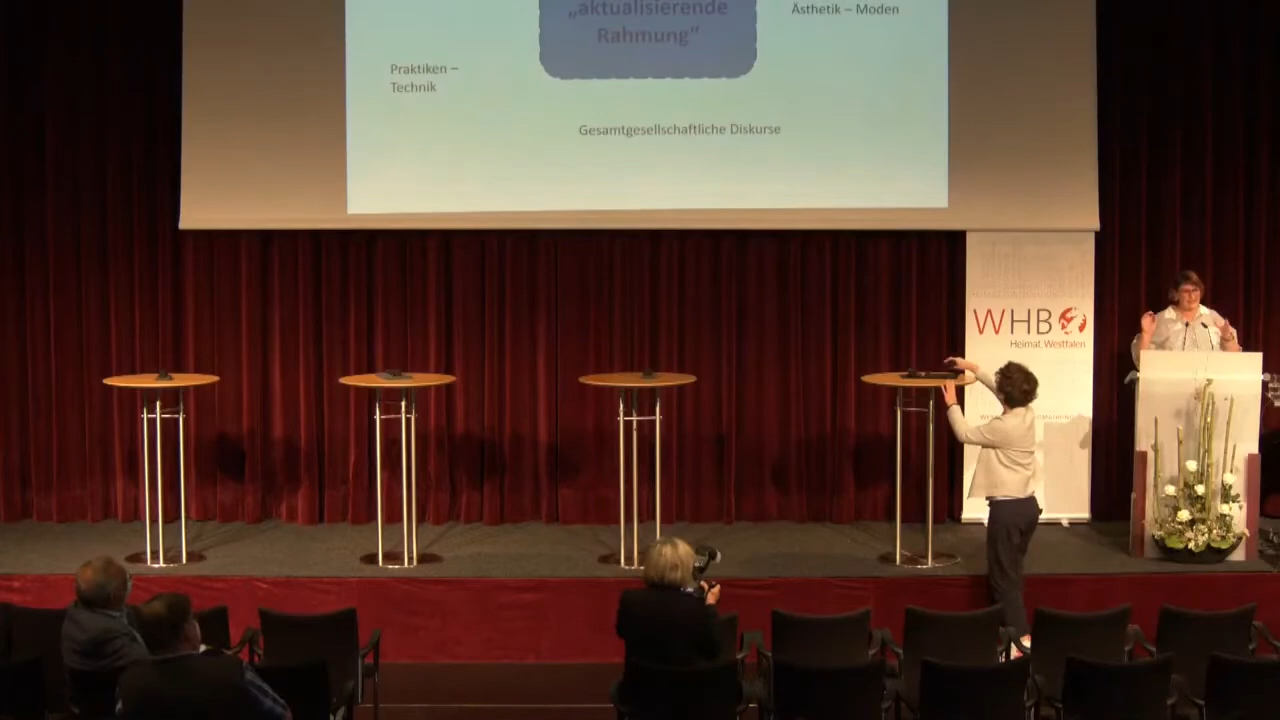 „aktualisierende
Rahmung“
Ästhetik – Moden
Praktiken –
Technik
Gesamtgesellschaftliche Diskurse
WHB
Heimat. Westfalen